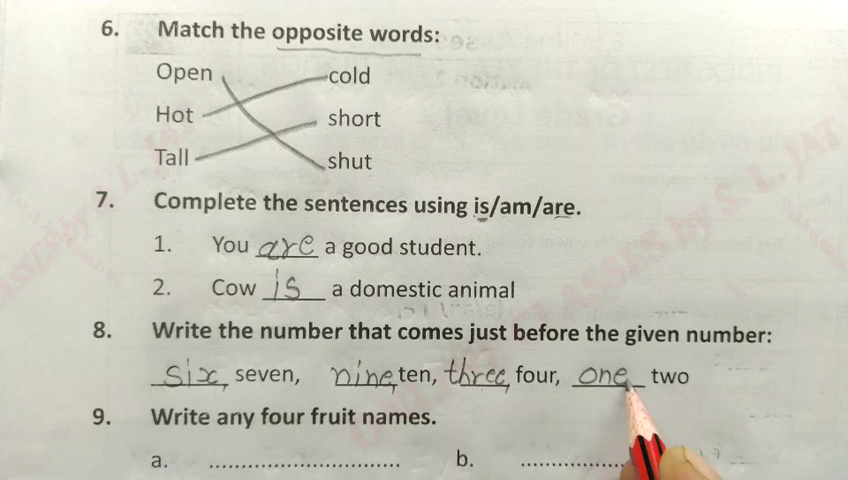 6. Match the opposite words:
Open cold
Hot short
Tall shut
7. Complete the sentences using is/am/are.
1. You are a good student.
2. Cow is a domestic animal
8. Write the number that comes just before the given number:
six, seven, nine, ten, three, four, one two
9. Write any four fruit names.
a. ............................. b. ................